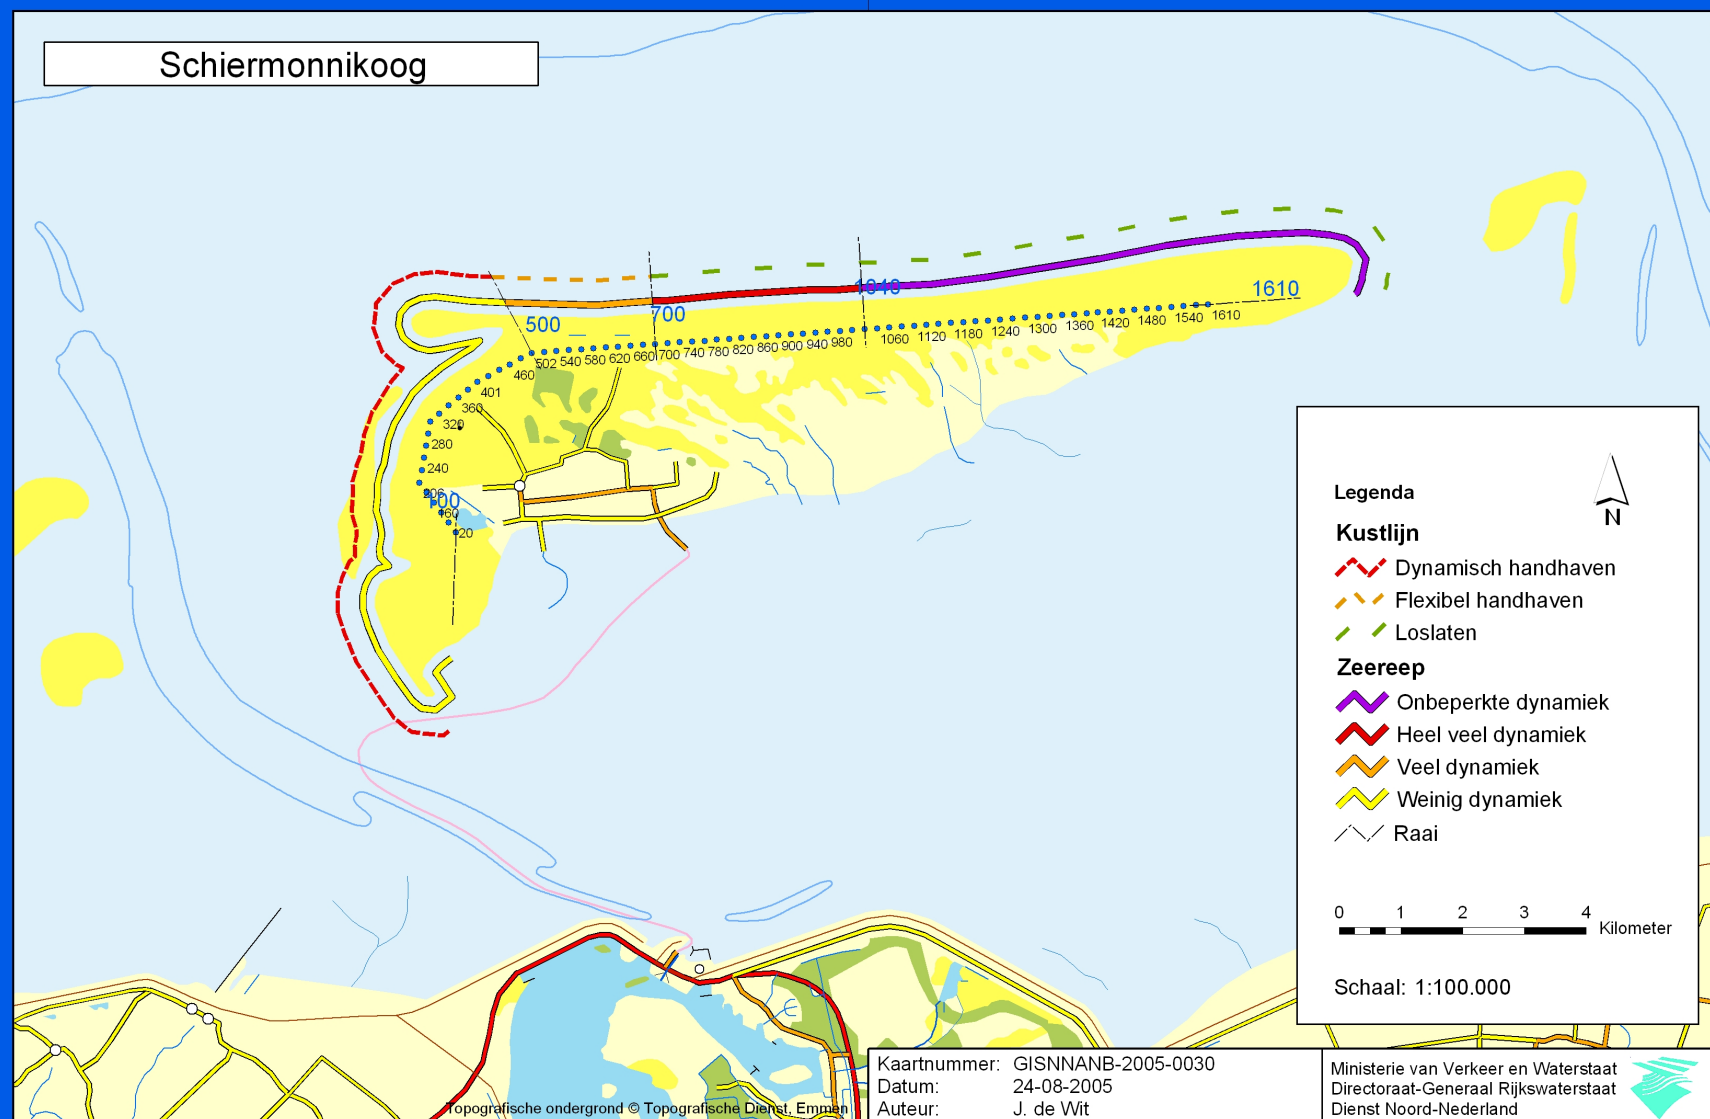 Schiermonnikoog
500
700
1040
1610
100
502 540 580 620 660 700 740 780 820 860 900 940 980 1060 1120 1180 1240 1300 1360 1420 1480 1540 1610
460
401
360
320
280
240
206
160
120
Legenda
N
Kustlijn
Dynamisch handhaven
Flexibel handhaven
Loslaten
Zeereep
Onbeperkte dynamiek
Heel veel dynamiek
Veel dynamiek
Weinig dynamiek
Raai
0 1 2 3 4
Kilometer
Schaal: 1:100.000
Kaartnummer: GISNNANB-2005-0030
Datum: 24-08-2005
Auteur: J. de Wit
Ministerie van Verkeer en Waterstaat
Directoraat-Generaal Rijkswaterstaat
Dienst Noord-Nederland
Topografische ondergrond © Topografische Dienst, Emmen